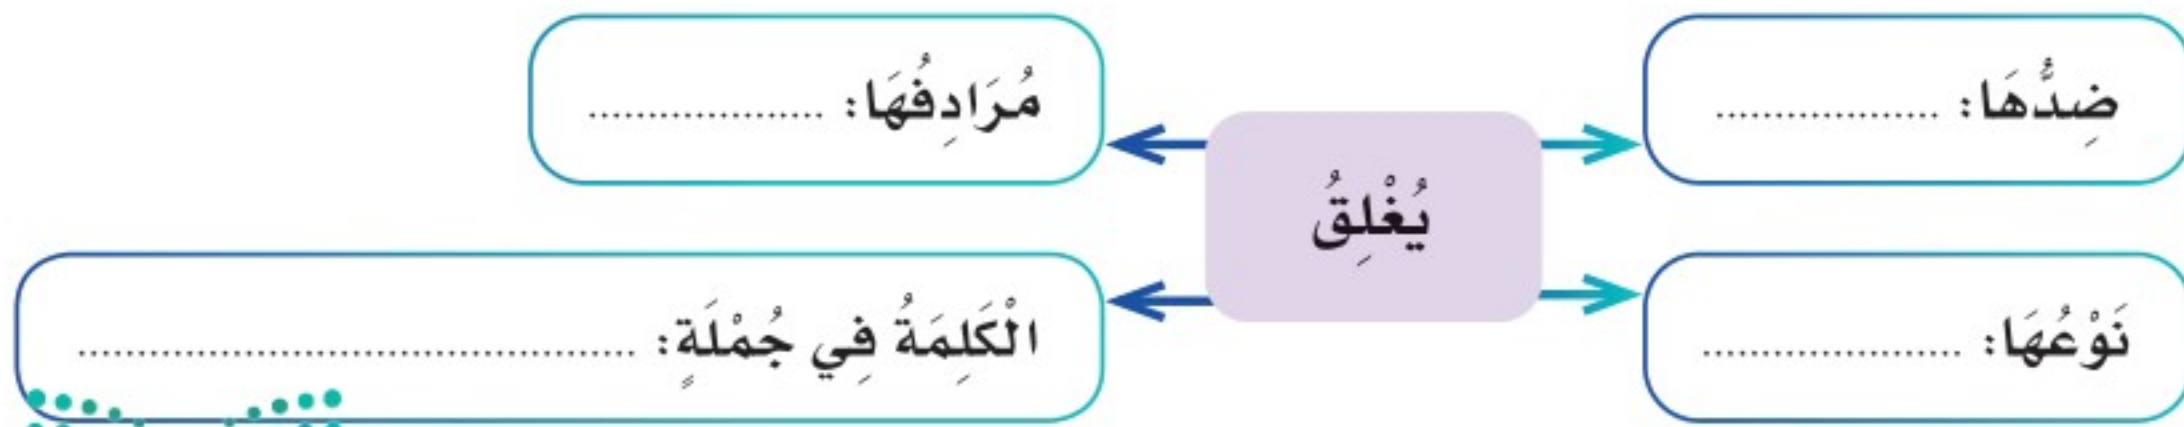 ضِدُّهَا: ..................
مُرَادِفُهَا: ...................
يُغْلِقُ
نَوْعُهَا: .....................
الْكَلِمَةُ فِي جُمْلَةٍ: .............................................